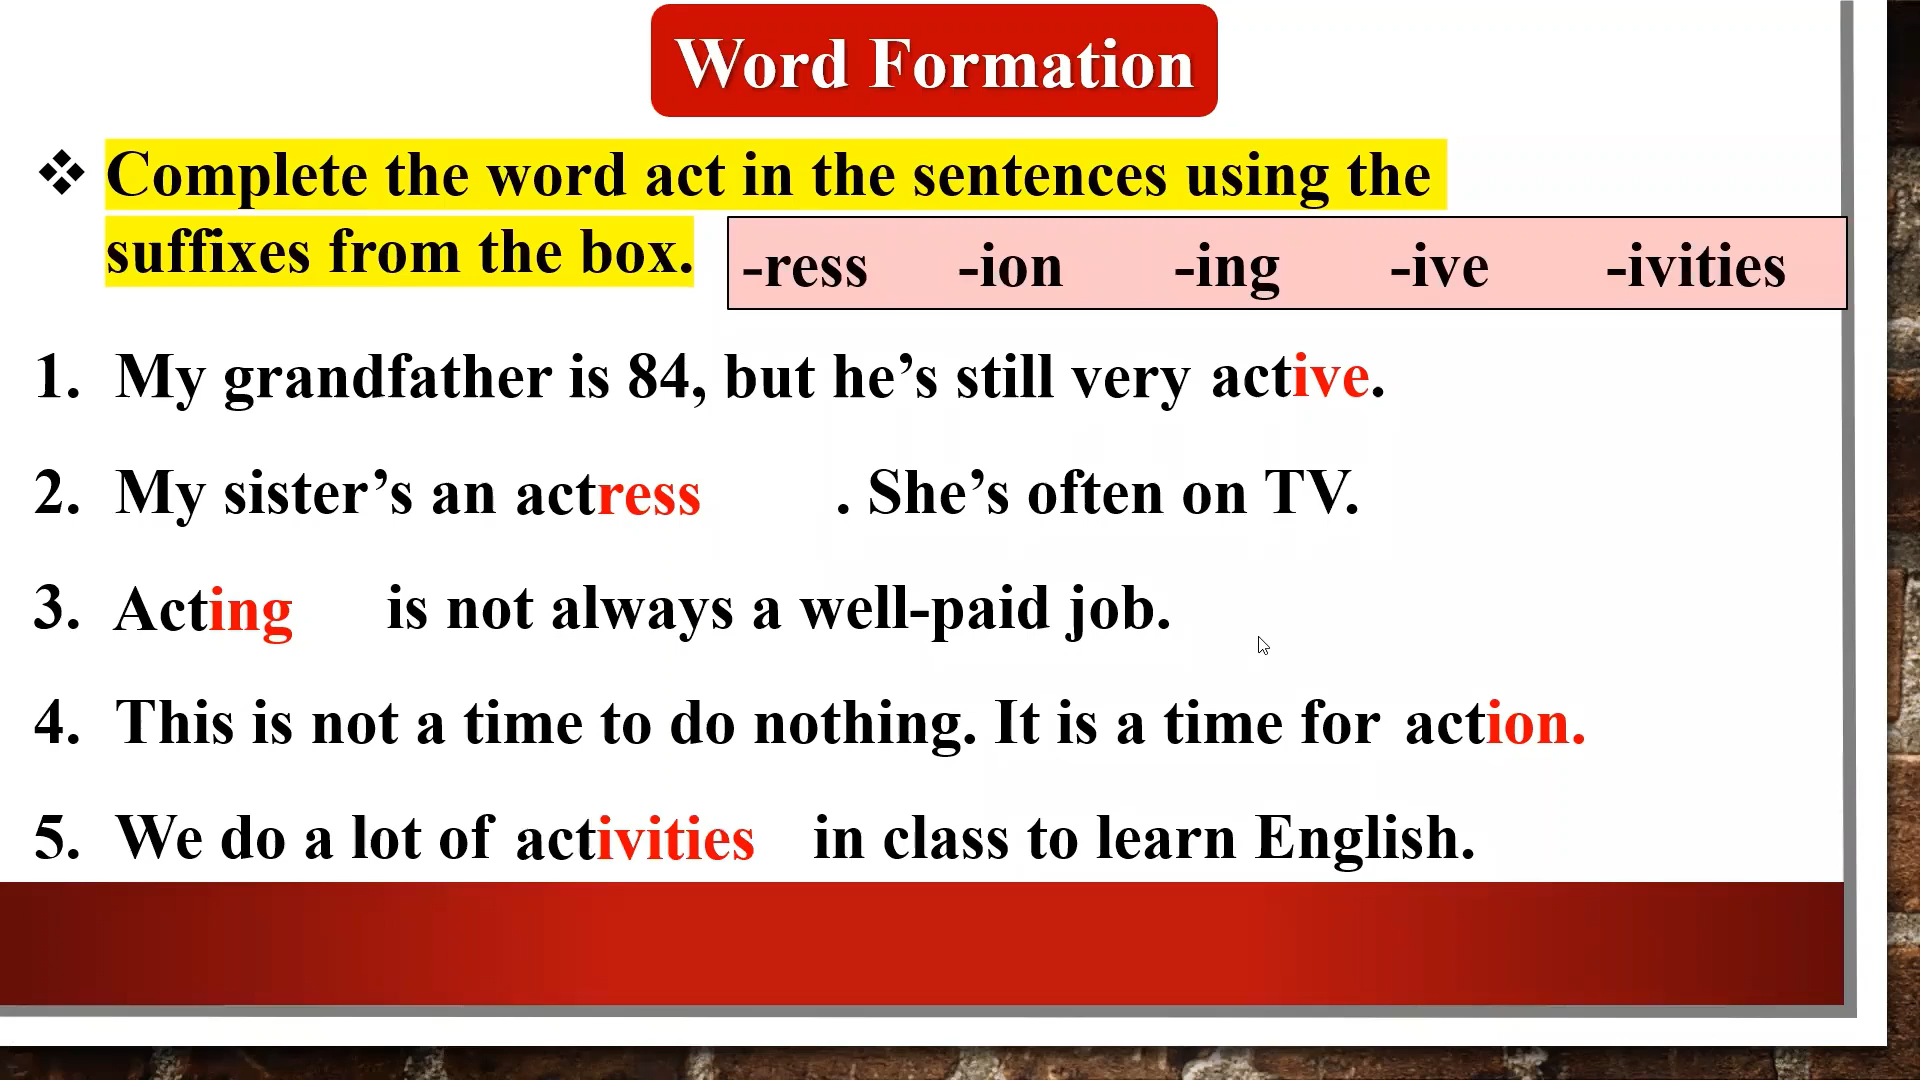 Word Formation
❖ Complete the word act in the sentences using the
suffixes from the box.
-ress -ion -ing -ive -ivities
1. My grandfather is 84, but he’s still very active.
2. My sister’s an actress . She’s often on TV.
3. Acting is not always a well-paid job.
4. This is not a time to do nothing. It is a time for action.
5. We do a lot of activities in class to learn English.